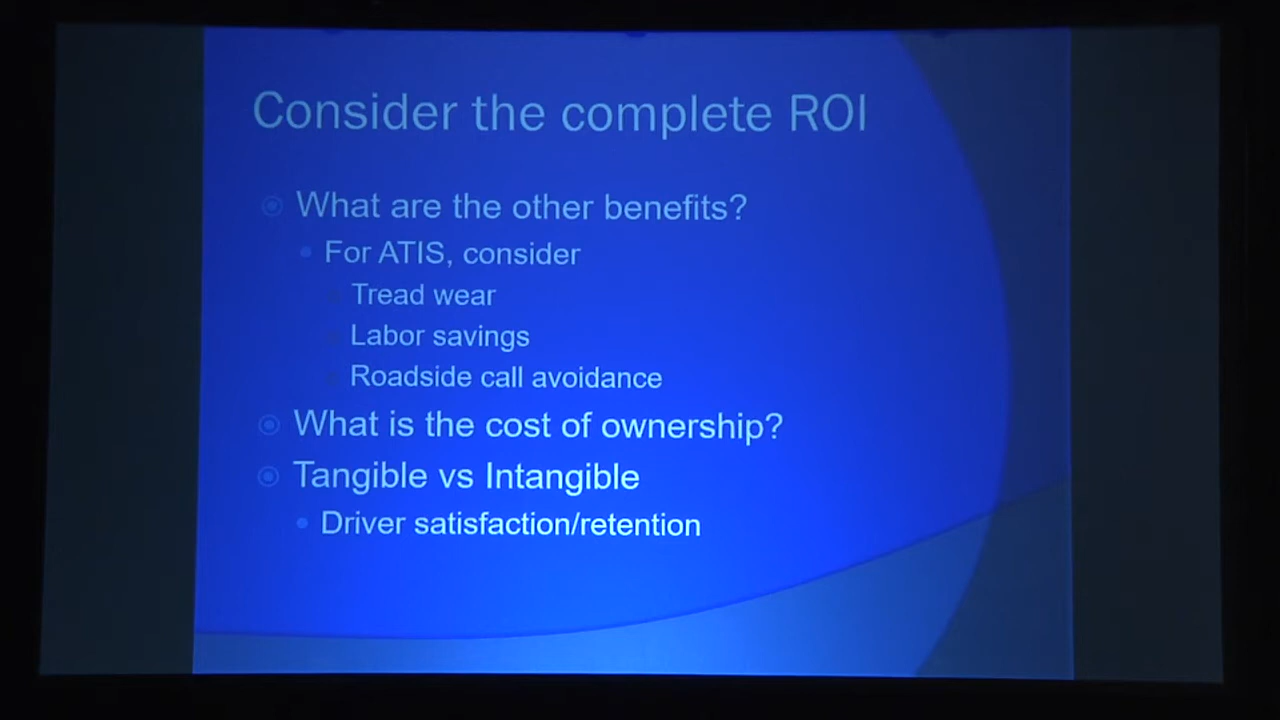 Consider the complete ROI
What are the other benefits?
For ATIS, consider
Tread wear
Labor savings
Roadside call avoidance
What is the cost of ownership?
Tangible vs Intangible
Driver satisfaction/retention